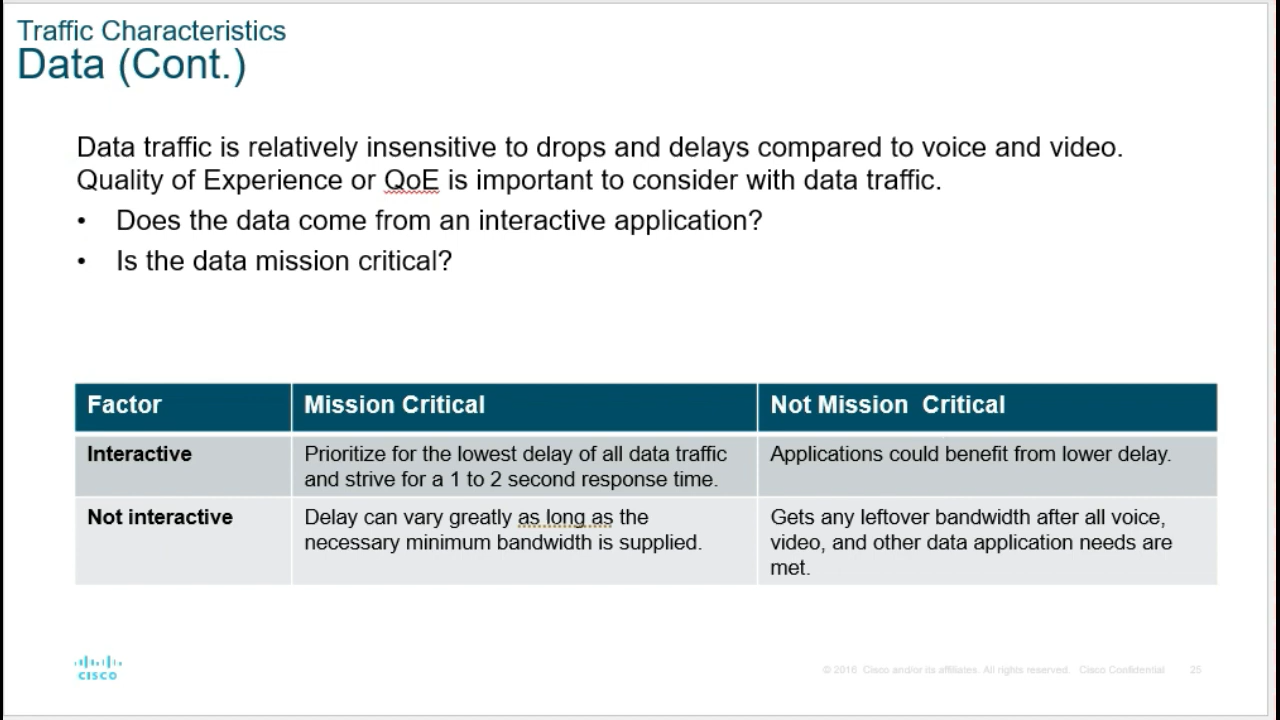 Traffic Characteristics
Data (Cont.)
Data traffic is relatively insensitive to drops and delays compared to voice and video.
Quality of Experience or QoE is important to consider with data traffic.
• Does the data come from an interactive application?
• Is the data mission critical?
Factor Mission Critical Not Mission Critical
Interactive
Prioritize for the lowest delay of all data traffic
and strive for a 1 to 2 second response time.
Applications could benefit from lower delay.
Not interactive
Delay can vary greatly as long as the
necessary minimum bandwidth is supplied.
Gets any leftover bandwidth after all voice,
video, and other data application needs are
met.
CISCO
© 2016 Cisco and/or its affiliates. All rights reserved. Cisco Confidential 25